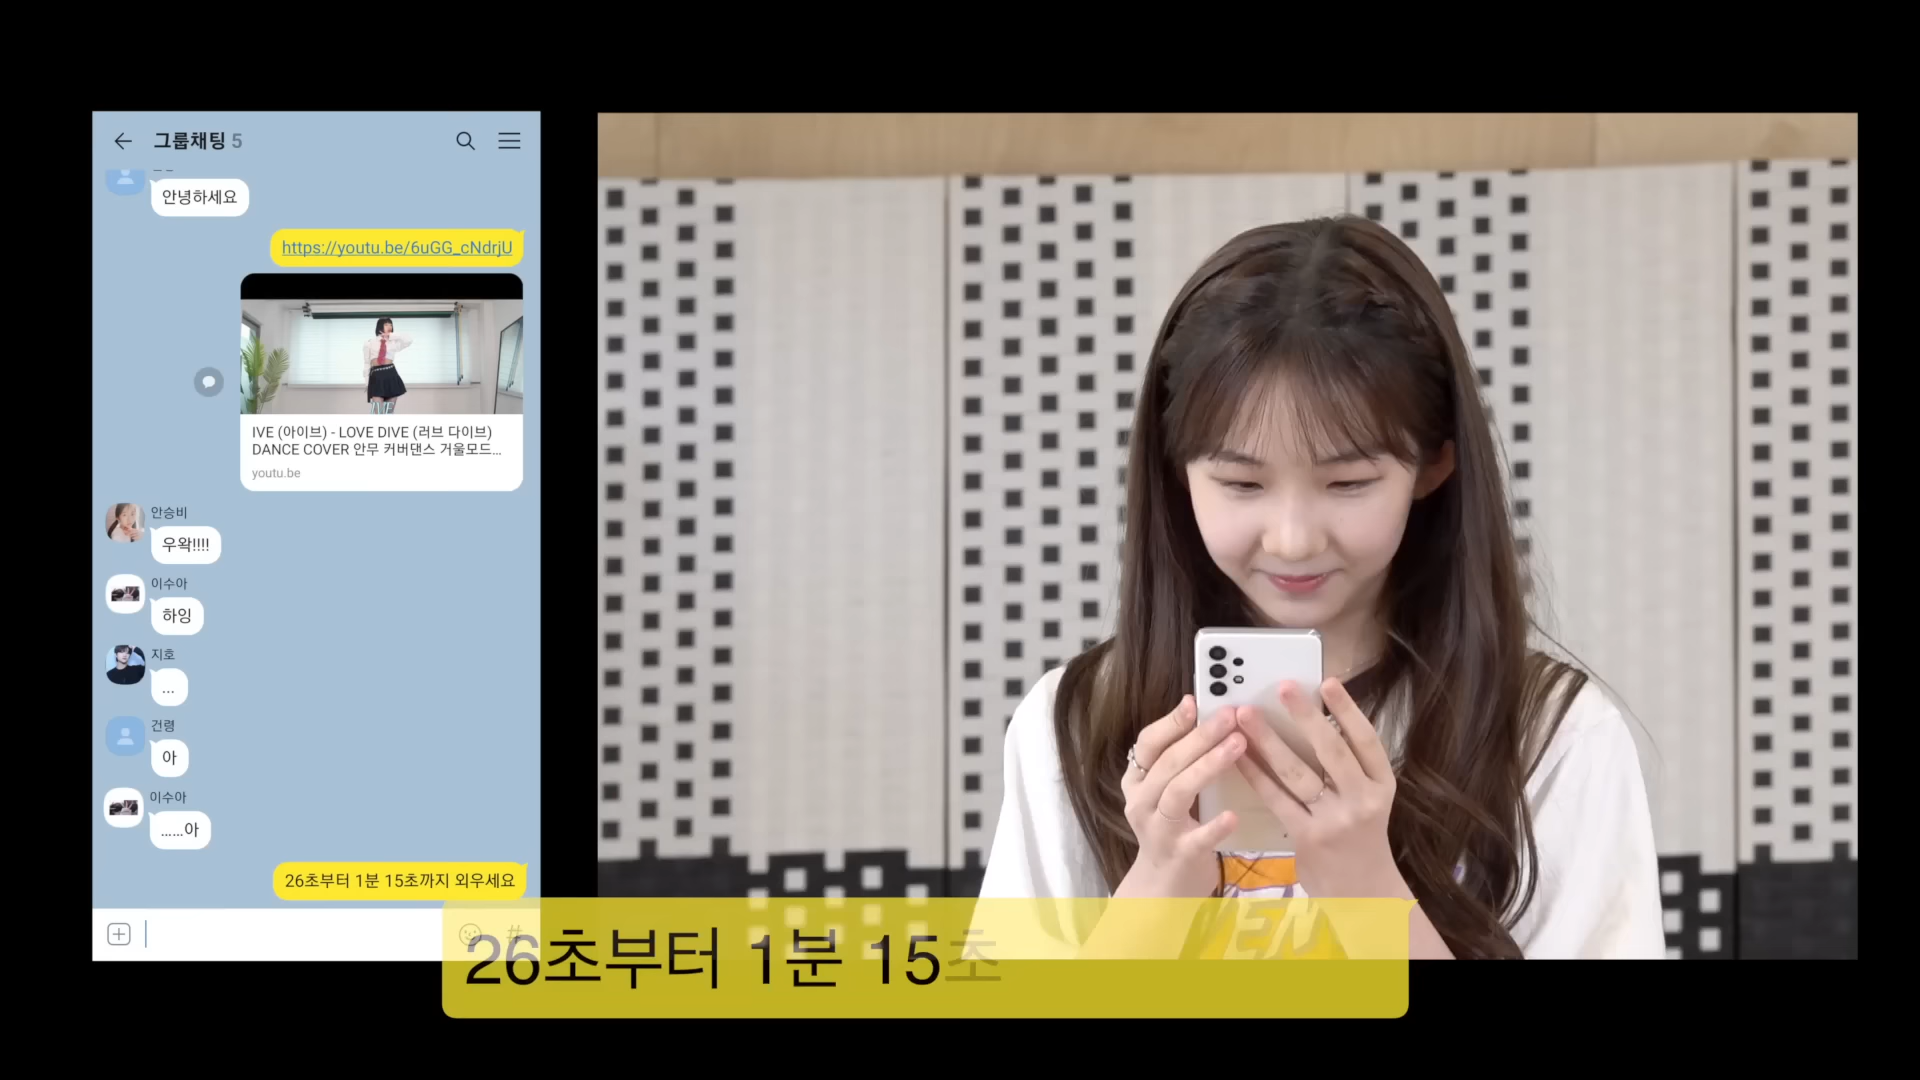 그룹채팅 5
안녕하세요
https://youtu.be/6uGG_cNdrjU
IVE (아이브) - LOVE DIVE (러브 다이브)
DANCE COVER 안무 커버댄스 거울모드...
youtu.be
안승비
우왁!!!!
이수아
하잉
지호
...
건령
아
이수아
......아
26초부터 1분 15초까지 외우세요
#
26초부터 1분 15초